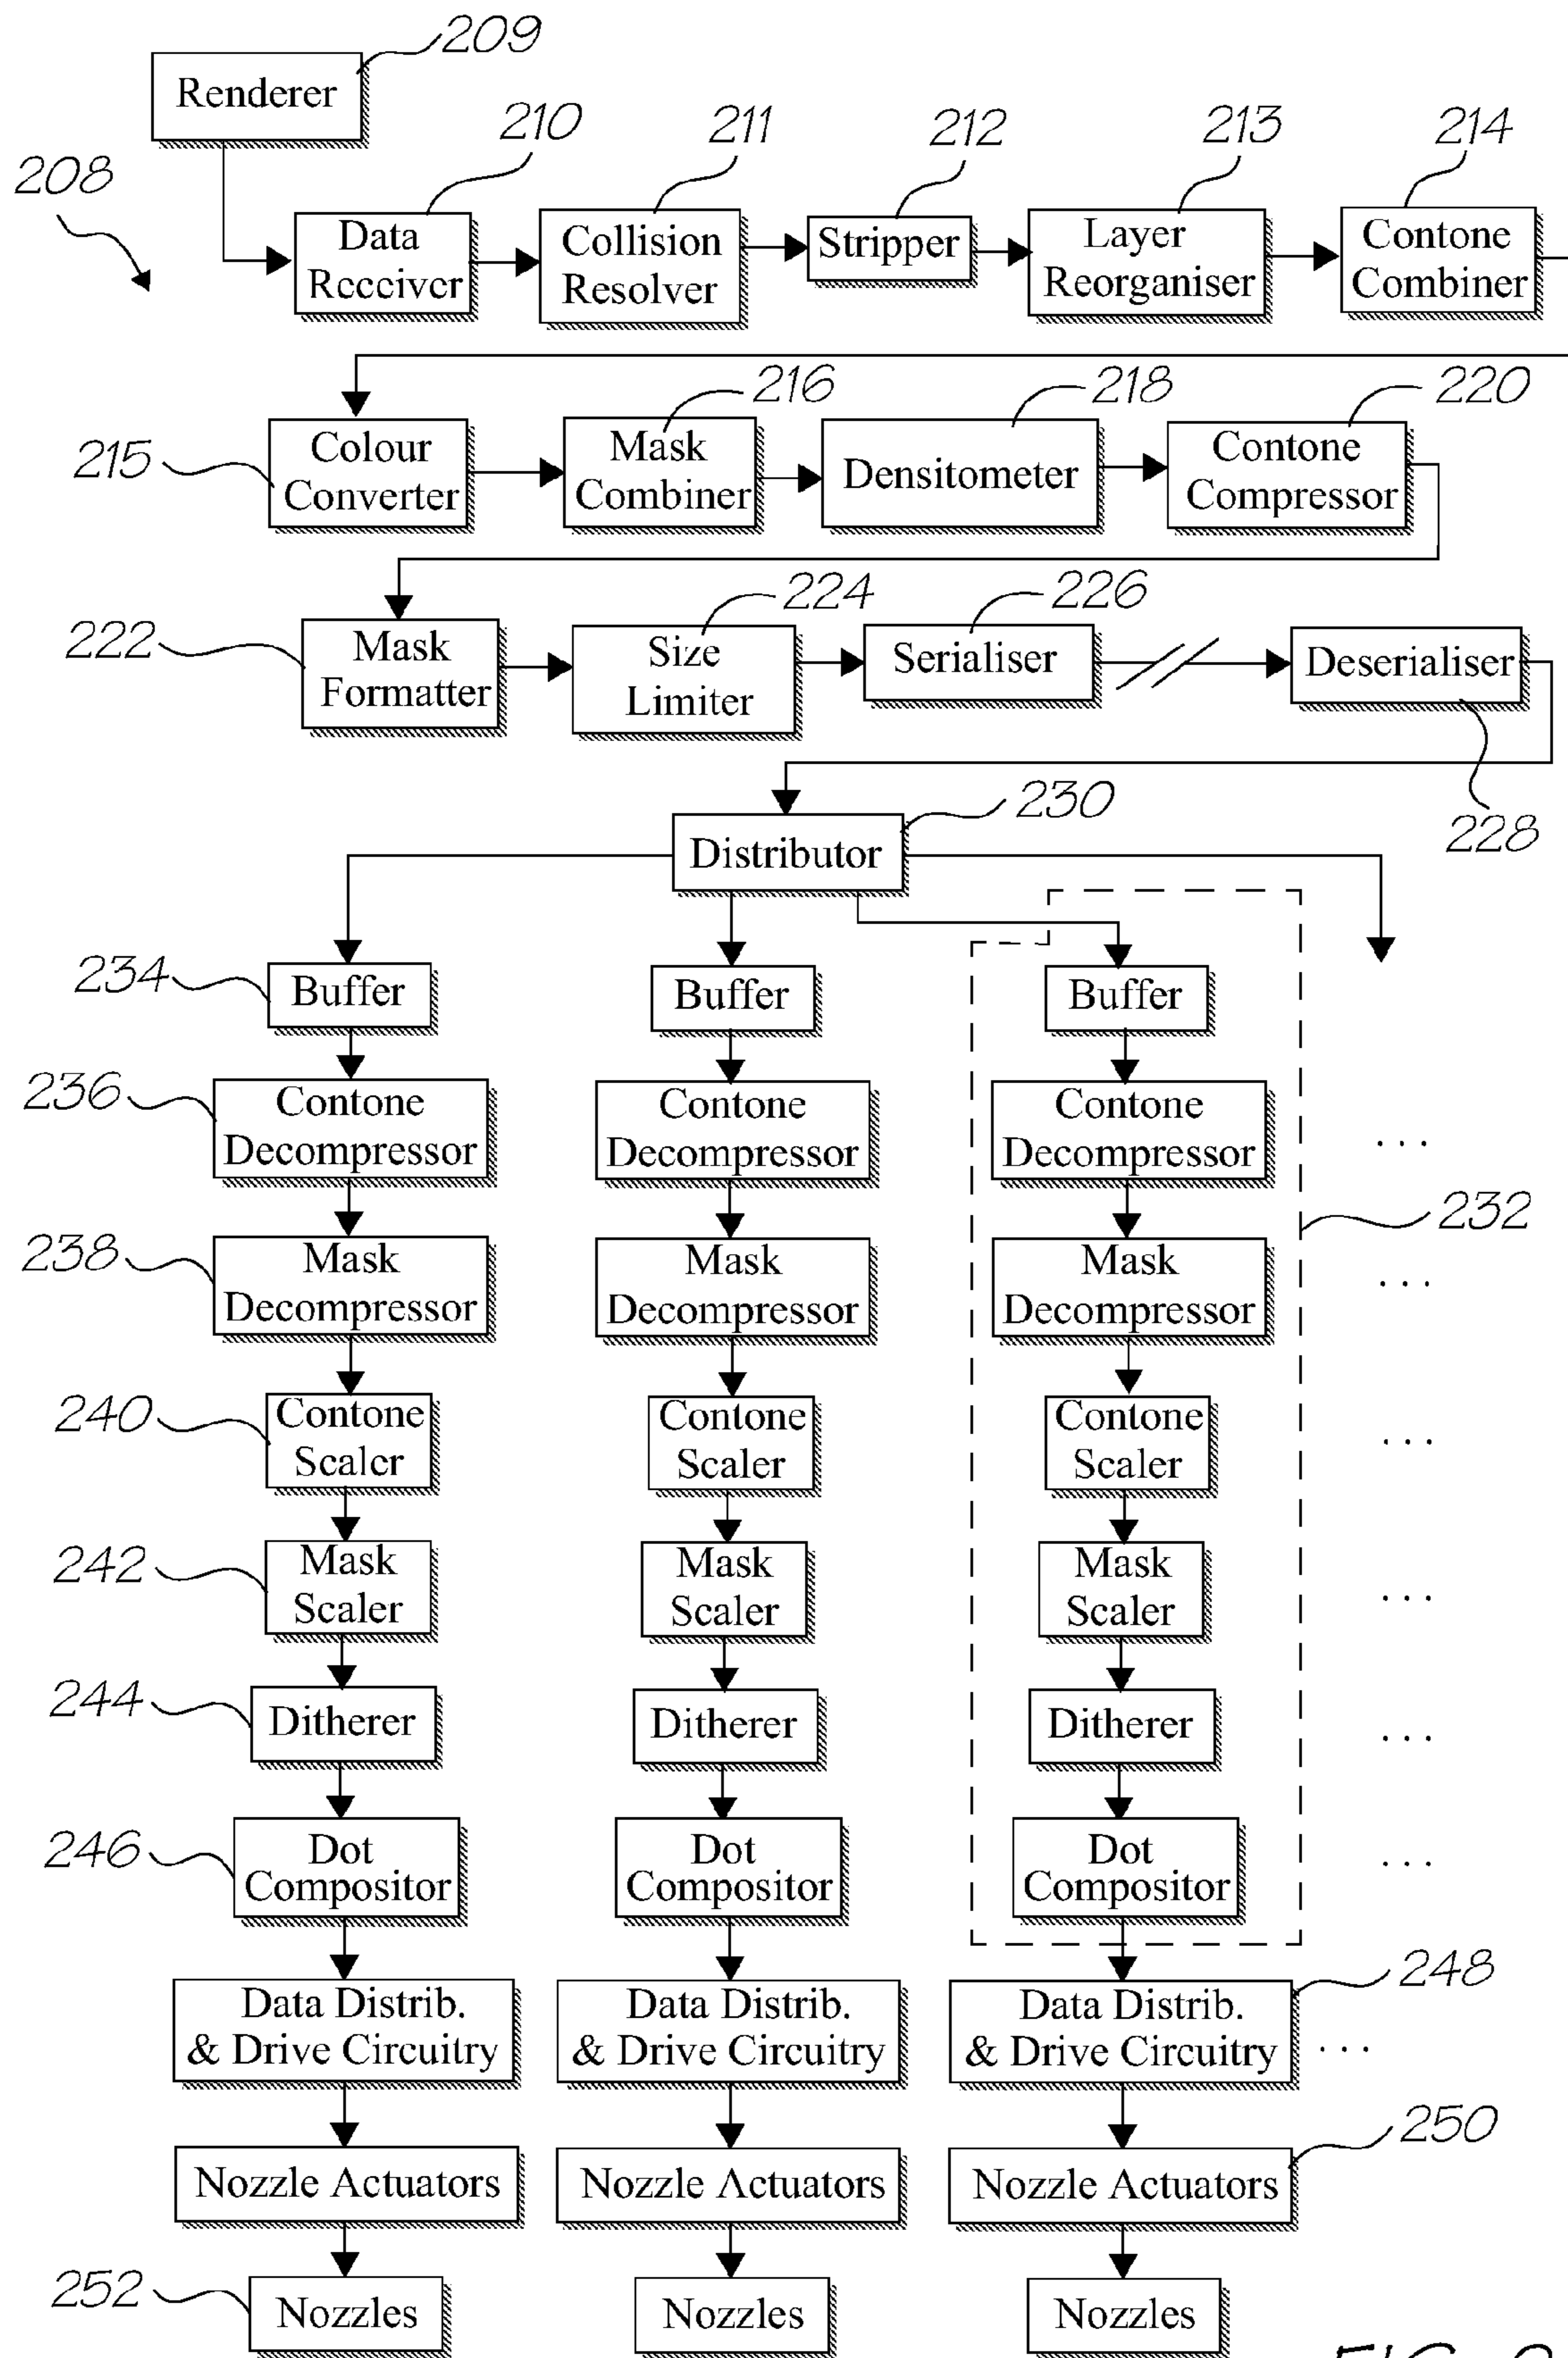 209
Renderer
210
211
212
213
214
208
Data
Receiver
Collision
Resolver
Stripper
Layer
Reorganiser
Contone
Combiner
216
218
220
215
Colour
Converter
Mask
Combiner
Densitometer
Contone
Compressor
224
226
222
Mask
Formatter
Size
Limiter
Serialiser
Deserialiser
228
230
Distributor
234
Buffer
Buffer
Buffer
236
Contone
Decompressor
Contone
Decompressor
Contone
Decompressor
...
232
238
Mask
Decompressor
Mask
Decompressor
Mask
Decompressor
...
240
Contone
Scaler
Contone
Scaler
Contone
Scaler
...
242
Mask
Scaler
Mask
Scaler
Mask
Scaler
...
244
Ditherer
Ditherer
Ditherer
...
246
Dot
Compositor
Dot
Compositor
Dot
Compositor
...
248
Data Distrib.
& Drive Circuitry
Data Distrib.
& Drive Circuitry
Data Distrib.
& Drive Circuitry
...
250
Nozzle Actuators
Nozzle Actuators
Nozzle Actuators
252
Nozzles
Nozzles
Nozzles